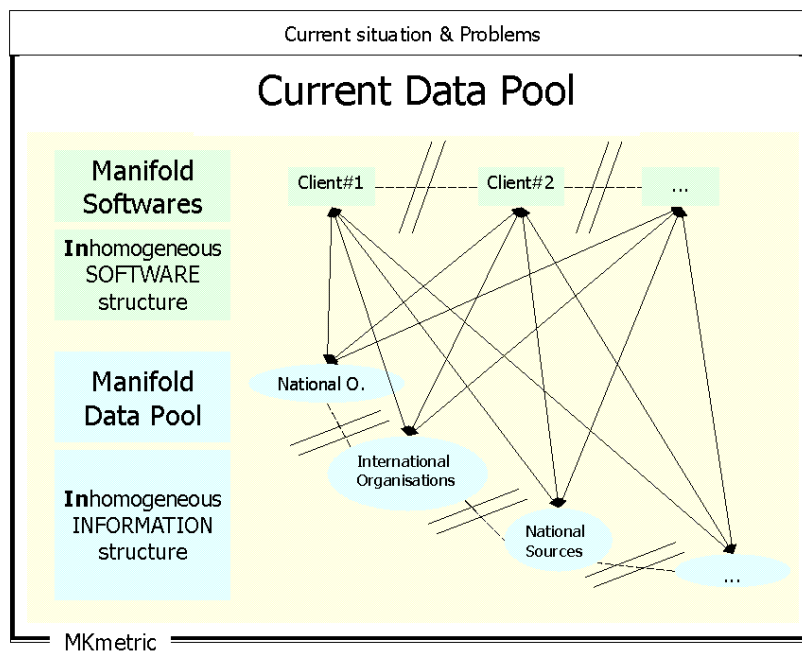 Current situation & Problems
Current Data Pool
Manifold
Softwares
Client#1
Client#2
...
Inhomogeneous
SOFTWARE
structure
Manifold
Data Pool
National O.
International
Organisations
Inhomogeneous
INFORMATION
structure
National
Sources
...
MKmetric